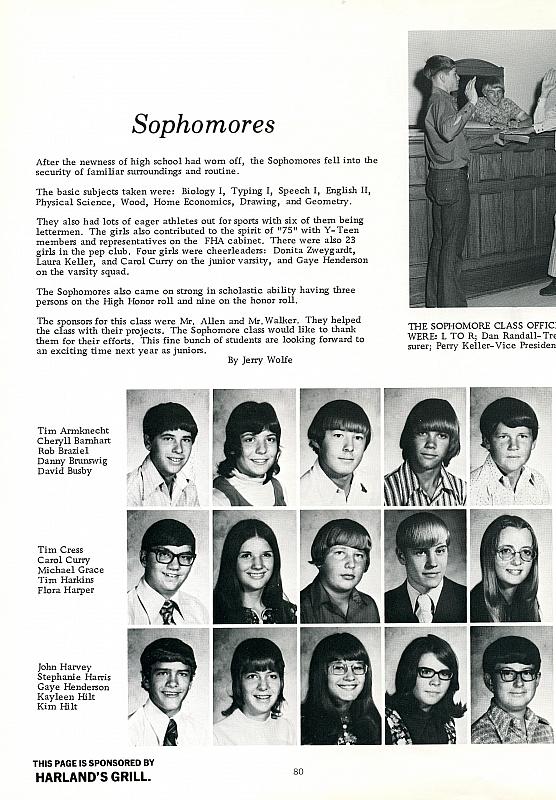 Sophomores
After the newness of high school had worn off, the Sophomores fell into the
security of familiar surroundings and routine.
The basic subjects taken were: Biology I, Typing I, Speech I, English II,
Physical Science, Wood, Home Economics, Drawing, and Geometry.
They also had lots of eager athletes out for sports with six of them being
lettermen. The girls also contributed to the spirit of "75" with Y-Teen
members and representatives on the FHA cabinet. There were also 23
girls in the pep club. Four girls were cheerleaders: Donita Zweygardt,
Laura Keller, and Carol Curry on the junior varsity, and Gaye Henderson
on the varsity squad.
The Sophomores also came on strong in scholastic ability having three
persons on the High Honor roll and nine on the honor roll.
The sponsors for this class were Mr. Allen and Mr. Walker. They helped
the class with their projects. The Sophomore class would like to thank
them for their efforts. This fine bunch of students are looking forward to
an exciting time next year as juniors.
By Jerry Wolfe
THE SOPHOMORE CLASS OFFIC
WERE: L TO R; Dan Randall-Tre
surer; Perry Keller-Vice Presiden
Tim Armknecht
Cheryll Barnhart
Rob Braziel
Danny Brunswig
David Busby
Tim Cress
Carol Curry
Michael Grace
Tim Harkins
Flora Harper
John Harvey
Stephanie Harris
Gaye Henderson
Kayleen Hilt
Kim Hilt
THIS PAGE IS SPONSORED BY
HARLAND'S GRILL.
80